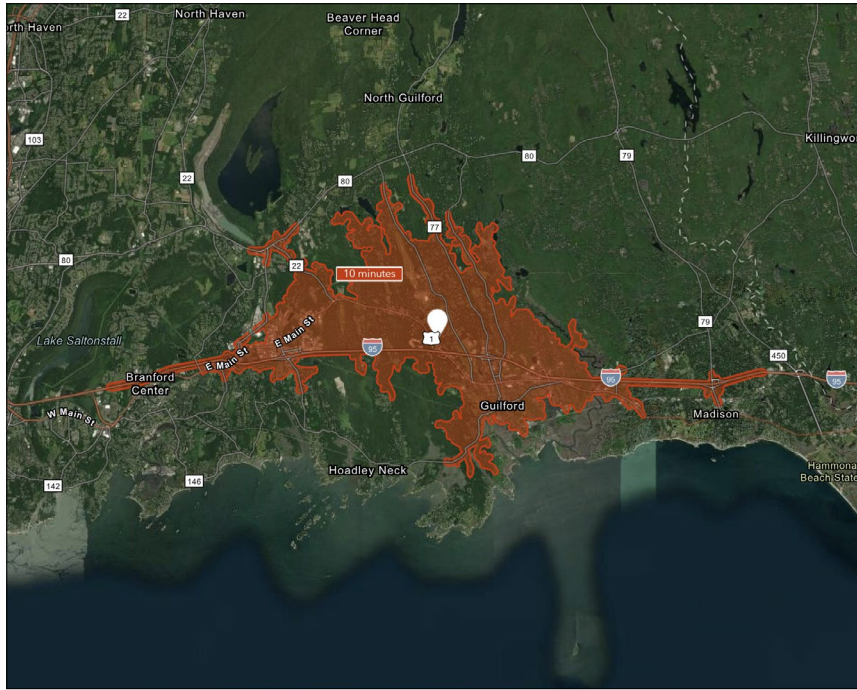 22
North Haven
orth Haven
Beaver Head
Corner
North Guilford
103
80
79
Killingwo
22
80
77
80
22
10 minutes
Lake Saltonstall
E Main St
95
1
79
E Main St
450
95
95
Branford
Center
W Main St
Guilford
Madison
Hoadley Neck
Hammona
Beach State
142
146